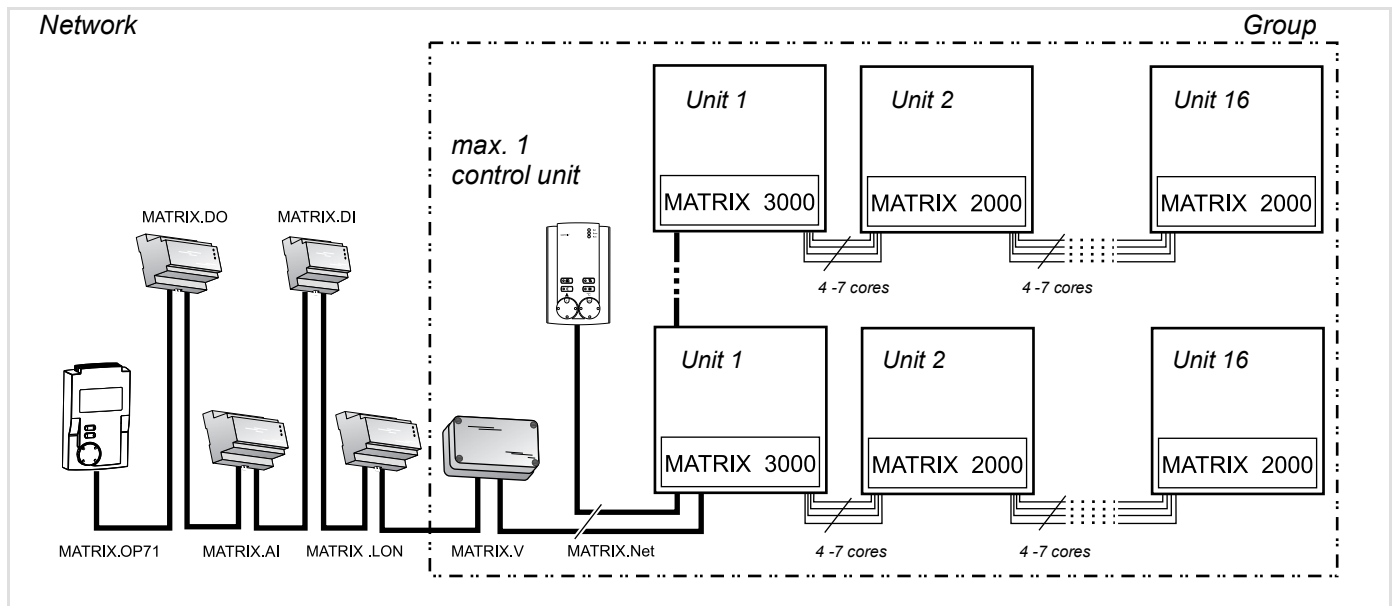 Network
Group
Unit 1
Unit 2
Unit 16
max. 1
control unit
MATRIX 3000
MATRIX 2000
MATRIX 2000
MATRIX.DO
MATRIX.DI
4 -7 cores
4 -7 cores
Unit 1
Unit 2
Unit 16
MATRIX 3000
MATRIX 2000
MATRIX 2000
MATRIX.OP71
MATRIX.AI
MATRIX .LON
MATRIX.V
MATRIX.Net
4 -7 cores
4 -7 cores